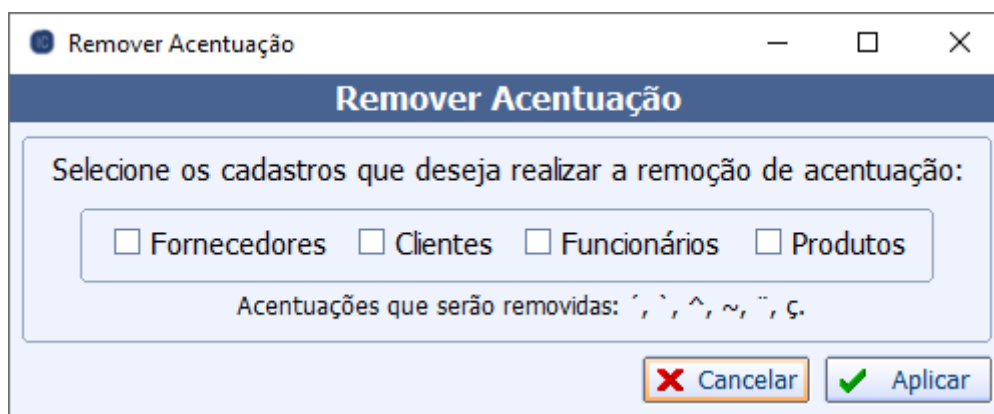 Remover Acentuação
Remover Acentuação
Selecione os cadastros que deseja realizar a remoção de acentuação:
Fornecedores Clientes Funcionários Produtos
Acentuações que serão removidas: ´, `, ^, ~, ¨, ç.
Cancelar Aplicar